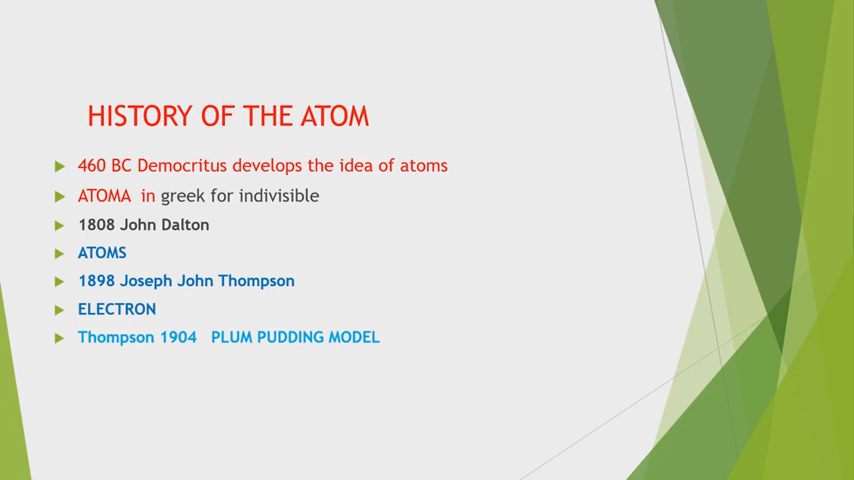 HISTORY OF THE ATOM
460 BC Democritus develops the idea of atoms
ATOMA in greek for indivisible
1808 John Dalton
ATOMS
1898 Joseph John Thompson
ELECTRON
Thompson 1904 PLUM PUDDING MODEL